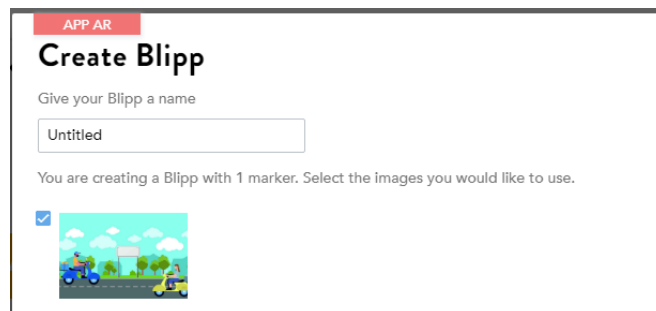 APP AR
Create Blipp
Give your Blipp a name
Untitled
You are creating a Blipp with 1 marker. Select the images you would like to use.